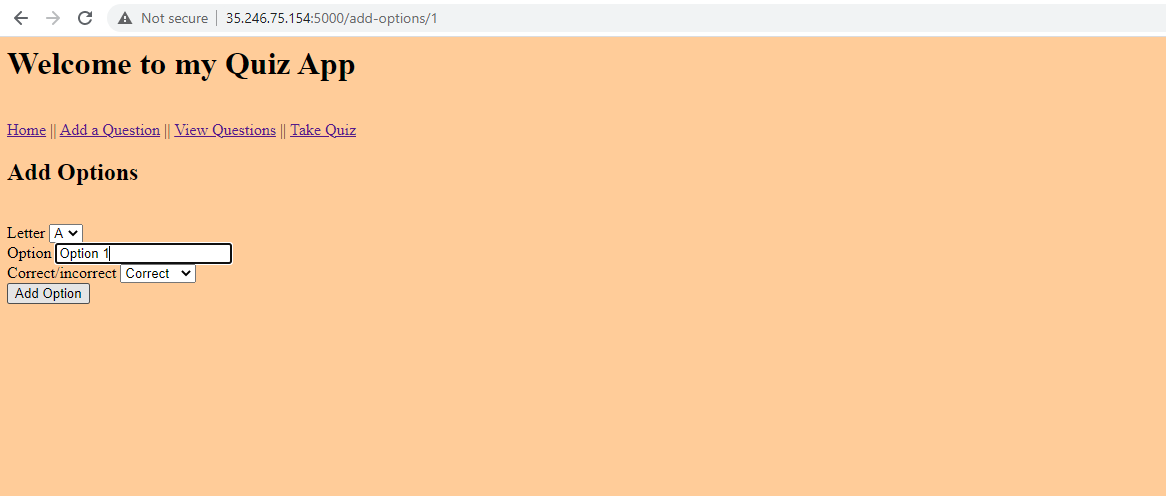 Not secure | 35.246.75.154:5000/add-options/1
Welcome to my Quiz App
Home || Add a Question || View Questions || Take Quiz
Add Options
Letter A
Option Option 1
Correct/incorrect Correct
Add Option